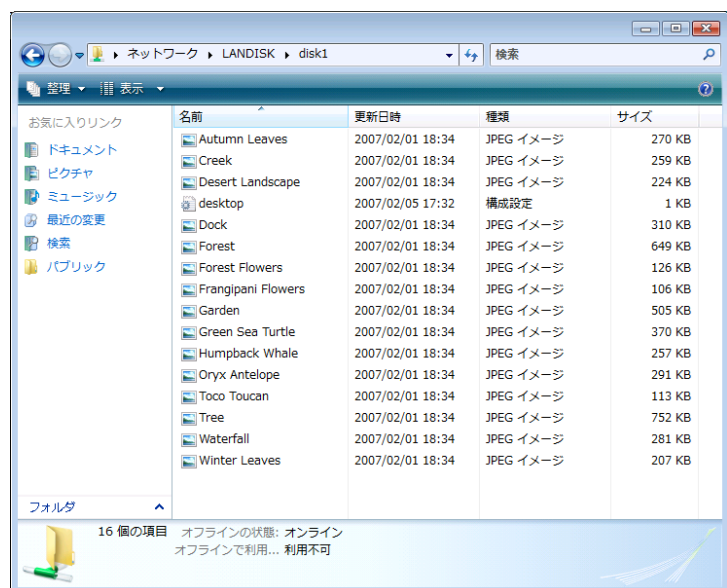 ネットワーク ▸ LANDISK ▸ disk1
検索
整理 表示
お気に入りリンク
ドキュメント
ピクチャ
ミュージック
最近の変更
検索
パブリック
フォルダ
名前 更新日時 種類 サイズ
Autumn Leaves 2007/02/01 18:34 JPEG イメージ 270 KB
Creek 2007/02/01 18:34 JPEG イメージ 259 KB
Desert Landscape 2007/02/01 18:34 JPEG イメージ 224 KB
desktop 2007/02/05 17:32 構成設定 1 KB
Dock 2007/02/01 18:34 JPEG イメージ 310 KB
Forest 2007/02/01 18:34 JPEG イメージ 649 KB
Forest Flowers 2007/02/01 18:34 JPEG イメージ 126 KB
Frangipani Flowers 2007/02/01 18:34 JPEG イメージ 106 KB
Garden 2007/02/01 18:34 JPEG イメージ 505 KB
Green Sea Turtle 2007/02/01 18:34 JPEG イメージ 370 KB
Humpback Whale 2007/02/01 18:34 JPEG イメージ 257 KB
Oryx Antelope 2007/02/01 18:34 JPEG イメージ 291 KB
Toco Toucan 2007/02/01 18:34 JPEG イメージ 113 KB
Tree 2007/02/01 18:34 JPEG イメージ 752 KB
Waterfall 2007/02/01 18:34 JPEG イメージ 281 KB
Winter Leaves 2007/02/01 18:34 JPEG イメージ 207 KB
16 個の項目 オフラインの状態: オンライン
オフラインで利用... 利用不可